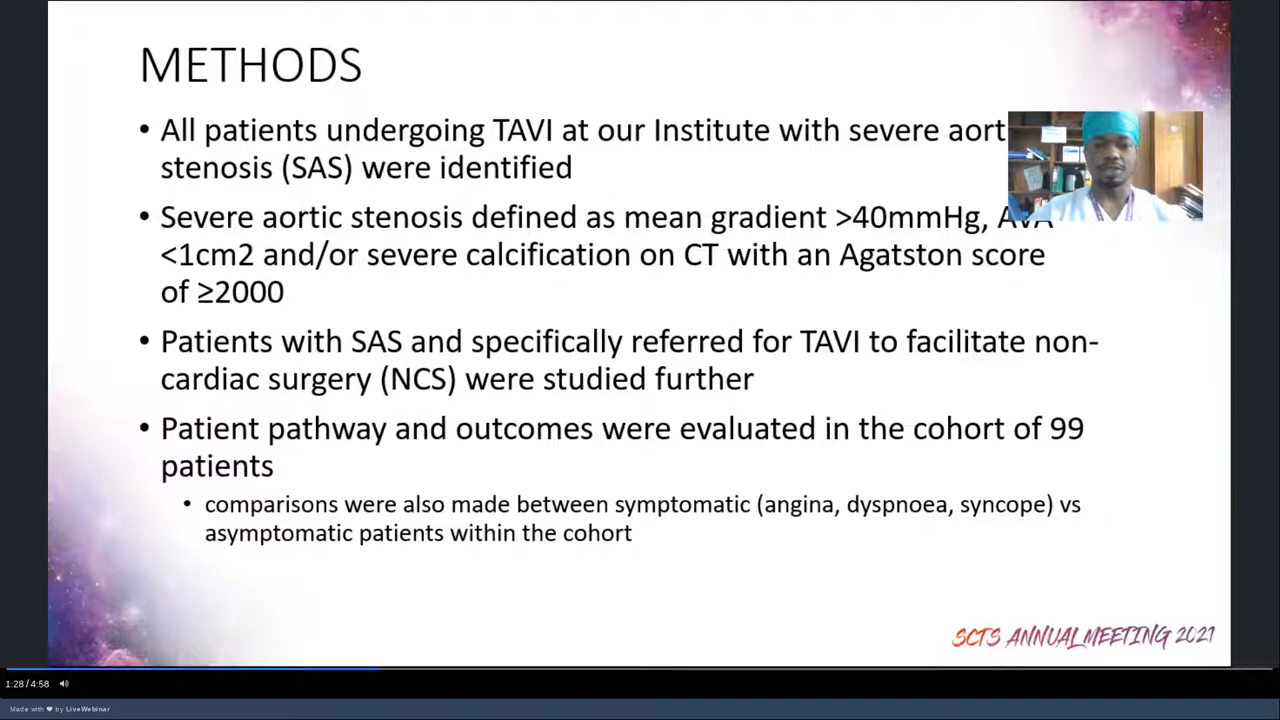 METHODS
• All patients undergoing TAVI at our Institute with severe aort
stenosis (SAS) were identified
• Severe aortic stenosis defined as mean gradient >40mmHg, AVA
<1cm2 and/or severe calcification on CT with an Agatston score
of ≥2000
• Patients with SAS and specifically referred for TAVI to facilitate non-
cardiac surgery (NCS) were studied further
• Patient pathway and outcomes were evaluated in the cohort of 99
patients
• comparisons were also made between symptomatic (angina, dyspnoea, syncope) vs
asymptomatic patients within the cohort
SCTS ANNUAL MEETING 2021
1:28/4:58
Made with ❤ by LiveWebinar